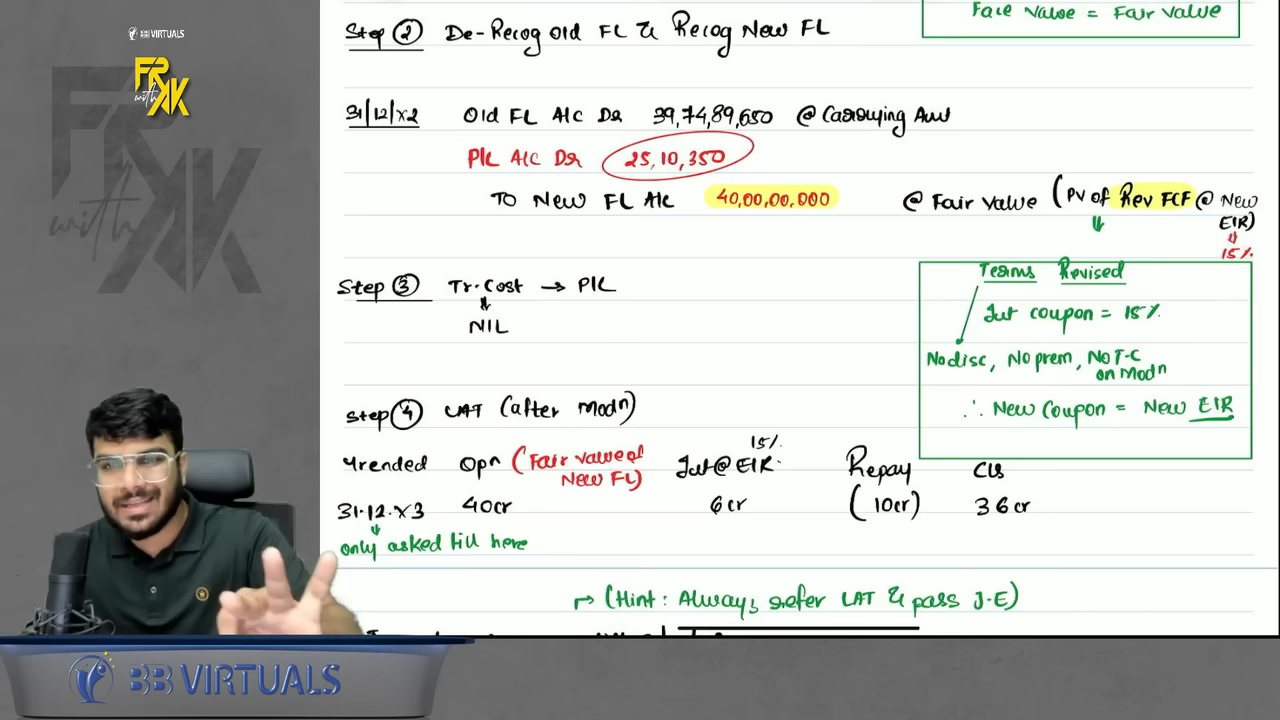 BB VIRTUALS
FR
with
AK
FR
with
AK
Face Value = Fair Value
Step ② De-Recog Old FL & Recog New FL
31/12/X2 Old FL A/c Dr 39,74,89,650 @ Carrying Amt
P/L A/c Dr 25,10,350
To New FL A/c 40,00,00,000 @ Fair Value (PV of Rev FCF @ New EIR)
15%
Step ③ Tr. Cost → P/L
NIL
Terms Revised
Int coupon = 15%
No disc, No prem, No T-C on Modn
∴ New Coupon = New EIR
Step ④ LAT (after Modn)
Yrended Opn (Fair value of New FL) Int @ EIR 15% Repay Cls
31.12.X3 40cr 6cr (10cr) 36cr
only asked till here
(Hint: Always refer LAT & pass J.E)
BB VIRTUALS